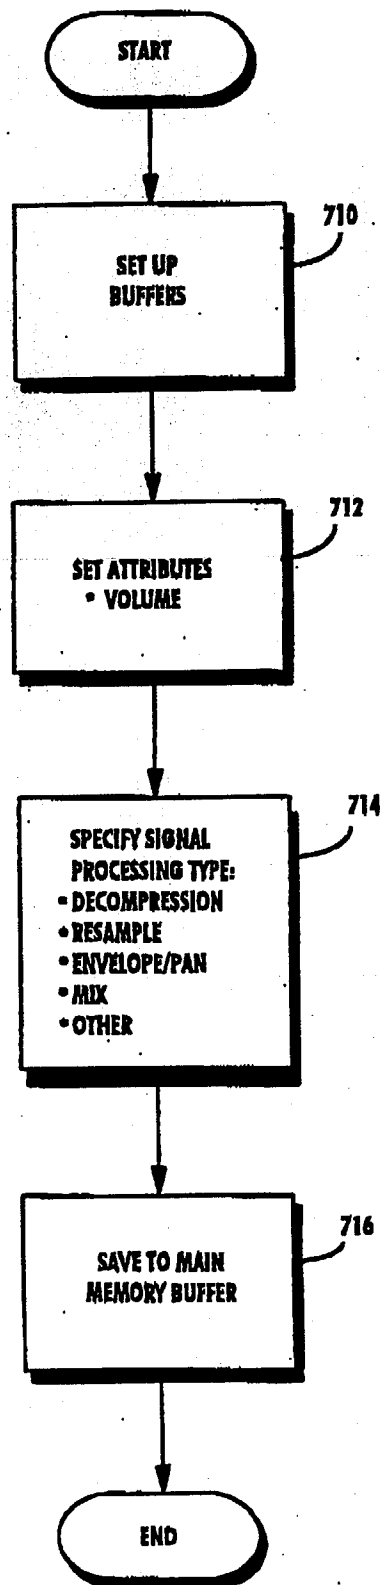 START
710
SET UP
BUFFERS
712
SET ATTRIBUTES
• VOLUME
714
SPECIFY SIGNAL
PROCESSING TYPE:
• DECOMPRESSION
• RESAMPLE
• ENVELOPE/PAN
• MIX
• OTHER
716
SAVE TO MAIN
MEMORY BUFFER
END